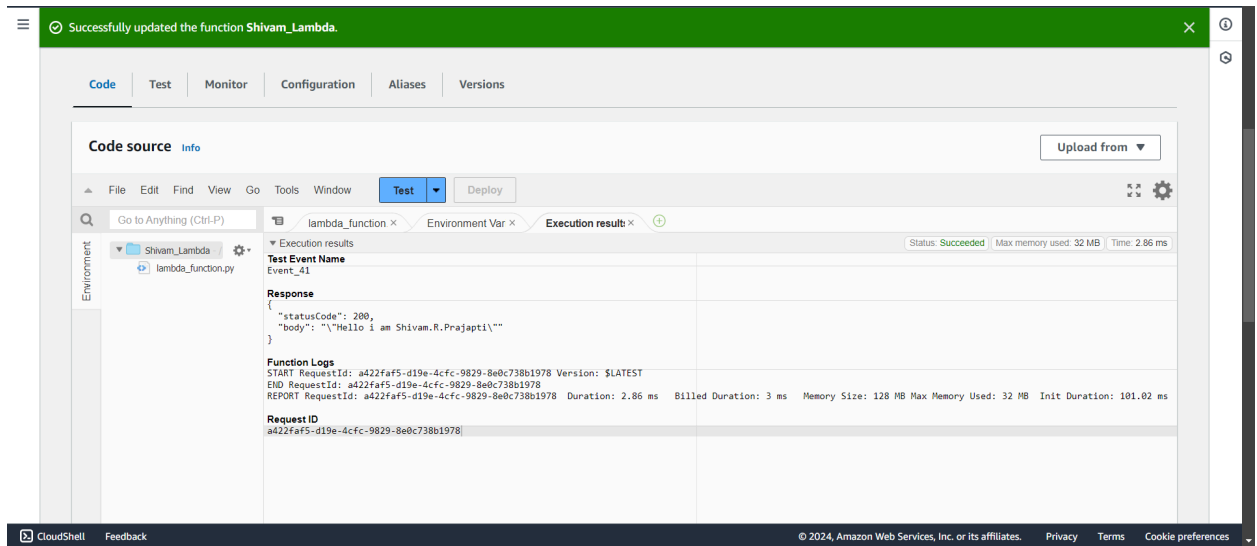 Successfully updated the function Shivam_Lambda.
Code Test Monitor Configuration Aliases Versions
Code source Info
Upload from
File Edit Find View Go Tools Window Test Deploy
Go to Anything (Ctrl-P)
lambda_function Environment Var Execution results
Environment
Shivam_Lambda - /
lambda_function.py
Execution results
Status: Succeeded Max memory used: 32 MB Time: 2.86 ms
Test Event Name
Event_41
Response
{
"statusCode": 200,
"body": "\"Hello i am Shivam.R.Prajapti\""
}
Function Logs
START RequestId: a422faf5-d19e-4cfc-9829-8e0c738b1978 Version: $LATEST
END RequestId: a422faf5-d19e-4cfc-9829-8e0c738b1978
REPORT RequestId: a422faf5-d19e-4cfc-9829-8e0c738b1978 Duration: 2.86 ms Billed Duration: 3 ms Memory Size: 128 MB Max Memory Used: 32 MB Init Duration: 101.02 ms
Request ID
a422faf5-d19e-4cfc-9829-8e0c738b1978
CloudShell Feedback
© 2024, Amazon Web Services, Inc. or its affiliates. Privacy Terms Cookie preferences